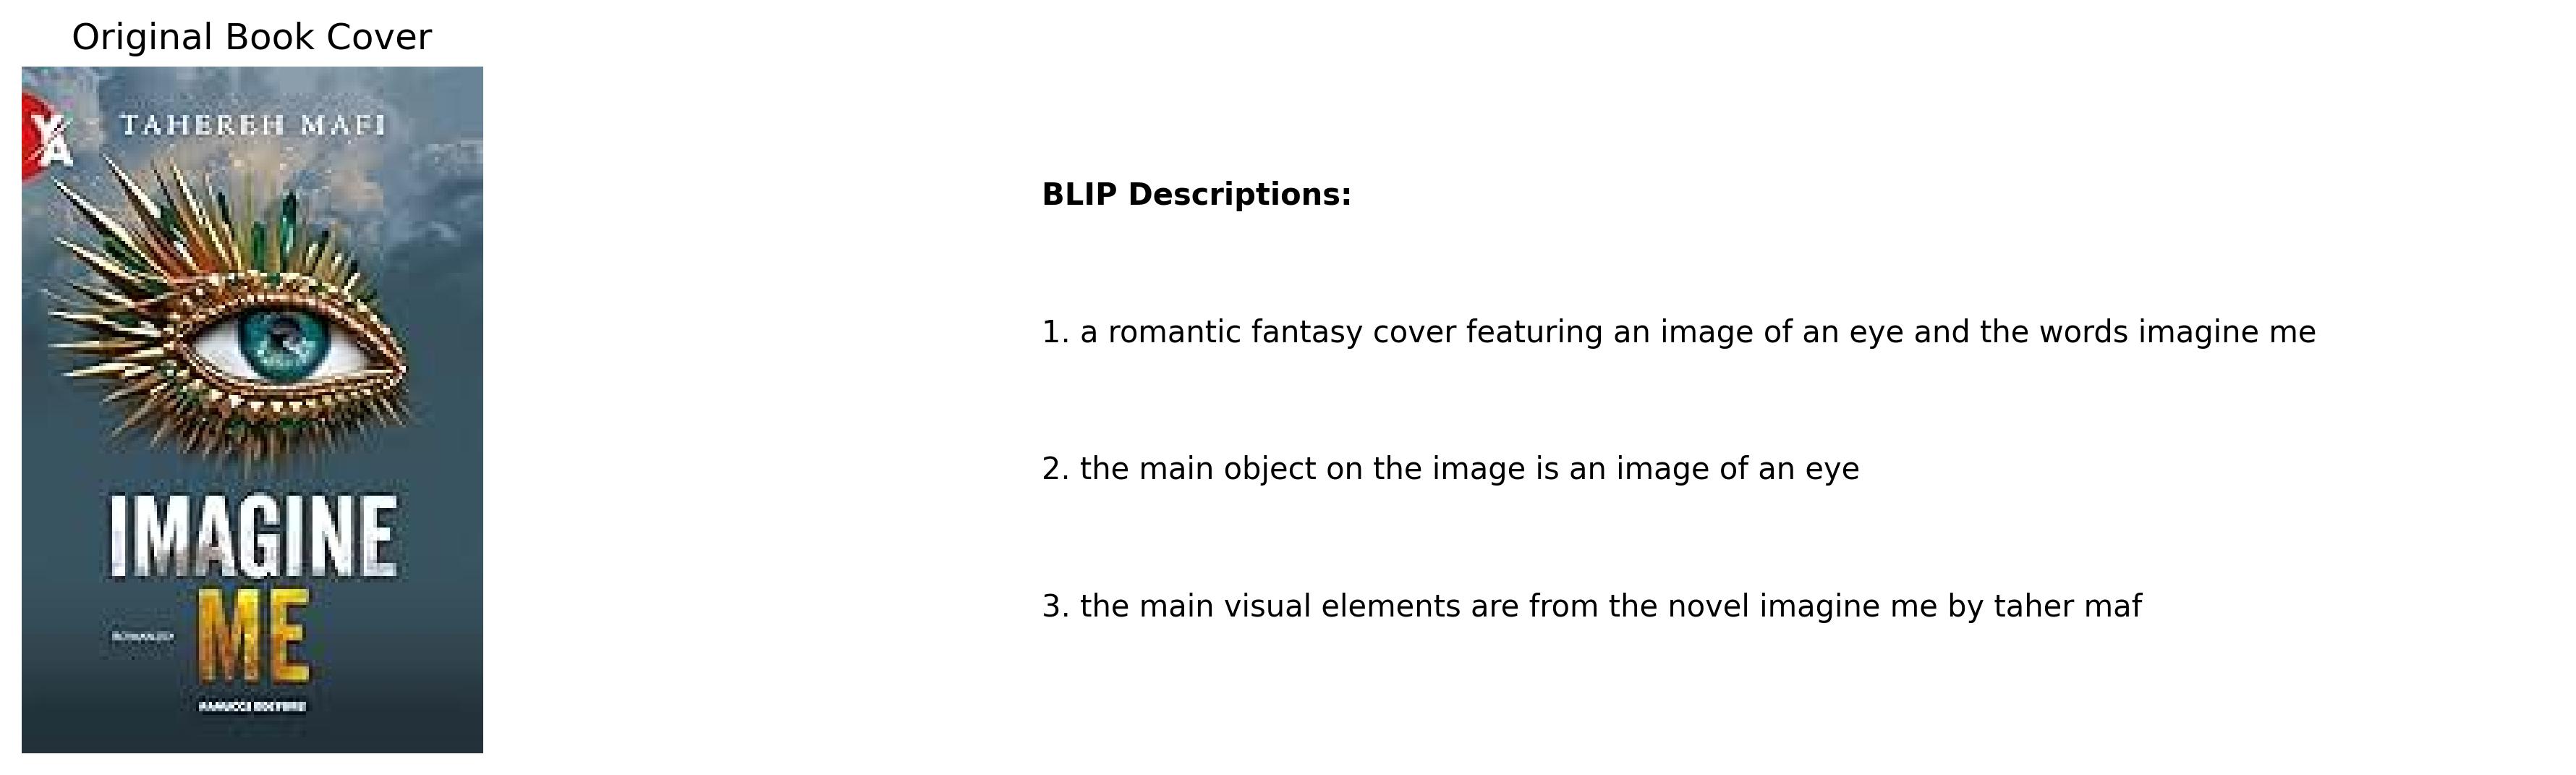 Original Book Cover
YA
TAHEREH MAFI
IMAGINE
ME
ROMANZO
FANUCCI EDITORE
BLIP Descriptions:
1. a romantic fantasy cover featuring an image of an eye and the words imagine me
2. the main object on the image is an image of an eye
3. the main visual elements are from the novel imagine me by taher maf